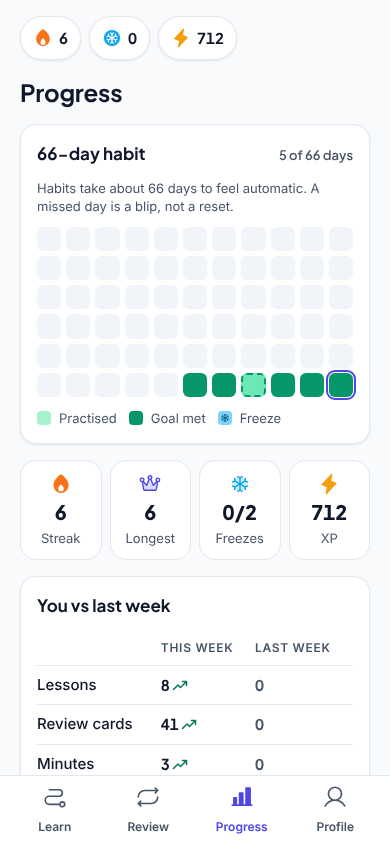 6 0 712
Progress
66-day habit 5 of 66 days
Habits take about 66 days to feel automatic. A
missed day is a blip, not a reset.
Practised Goal met Freeze
6 6 0/2 712
Streak Longest Freezes XP
You vs last week
THIS WEEK LAST WEEK
Lessons 8 0
Review cards 41 0
Minutes 3 0
Learn Review Progress Profile